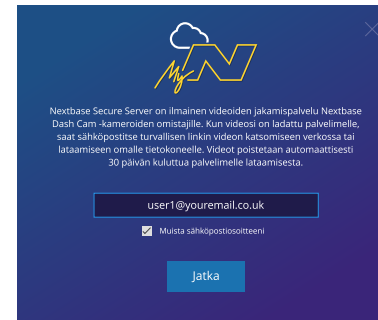 My N
Nextbase Secure Server on ilmainen videoiden jakamispalvelu Nextbase
Dash Cam -kameroiden omistajille. Kun videosi on ladattu palvelimelle,
saat sähköpostitse turvallisen linkin videon katsomiseen verkossa tai
lataamiseen omalle tietokoneelle. Videot poistetaan automaattisesti
30 päivän kuluttua palvelimelle lataamisesta.
user1@youremail.co.uk
Muista sähköpostiosoitteeni
Jatka